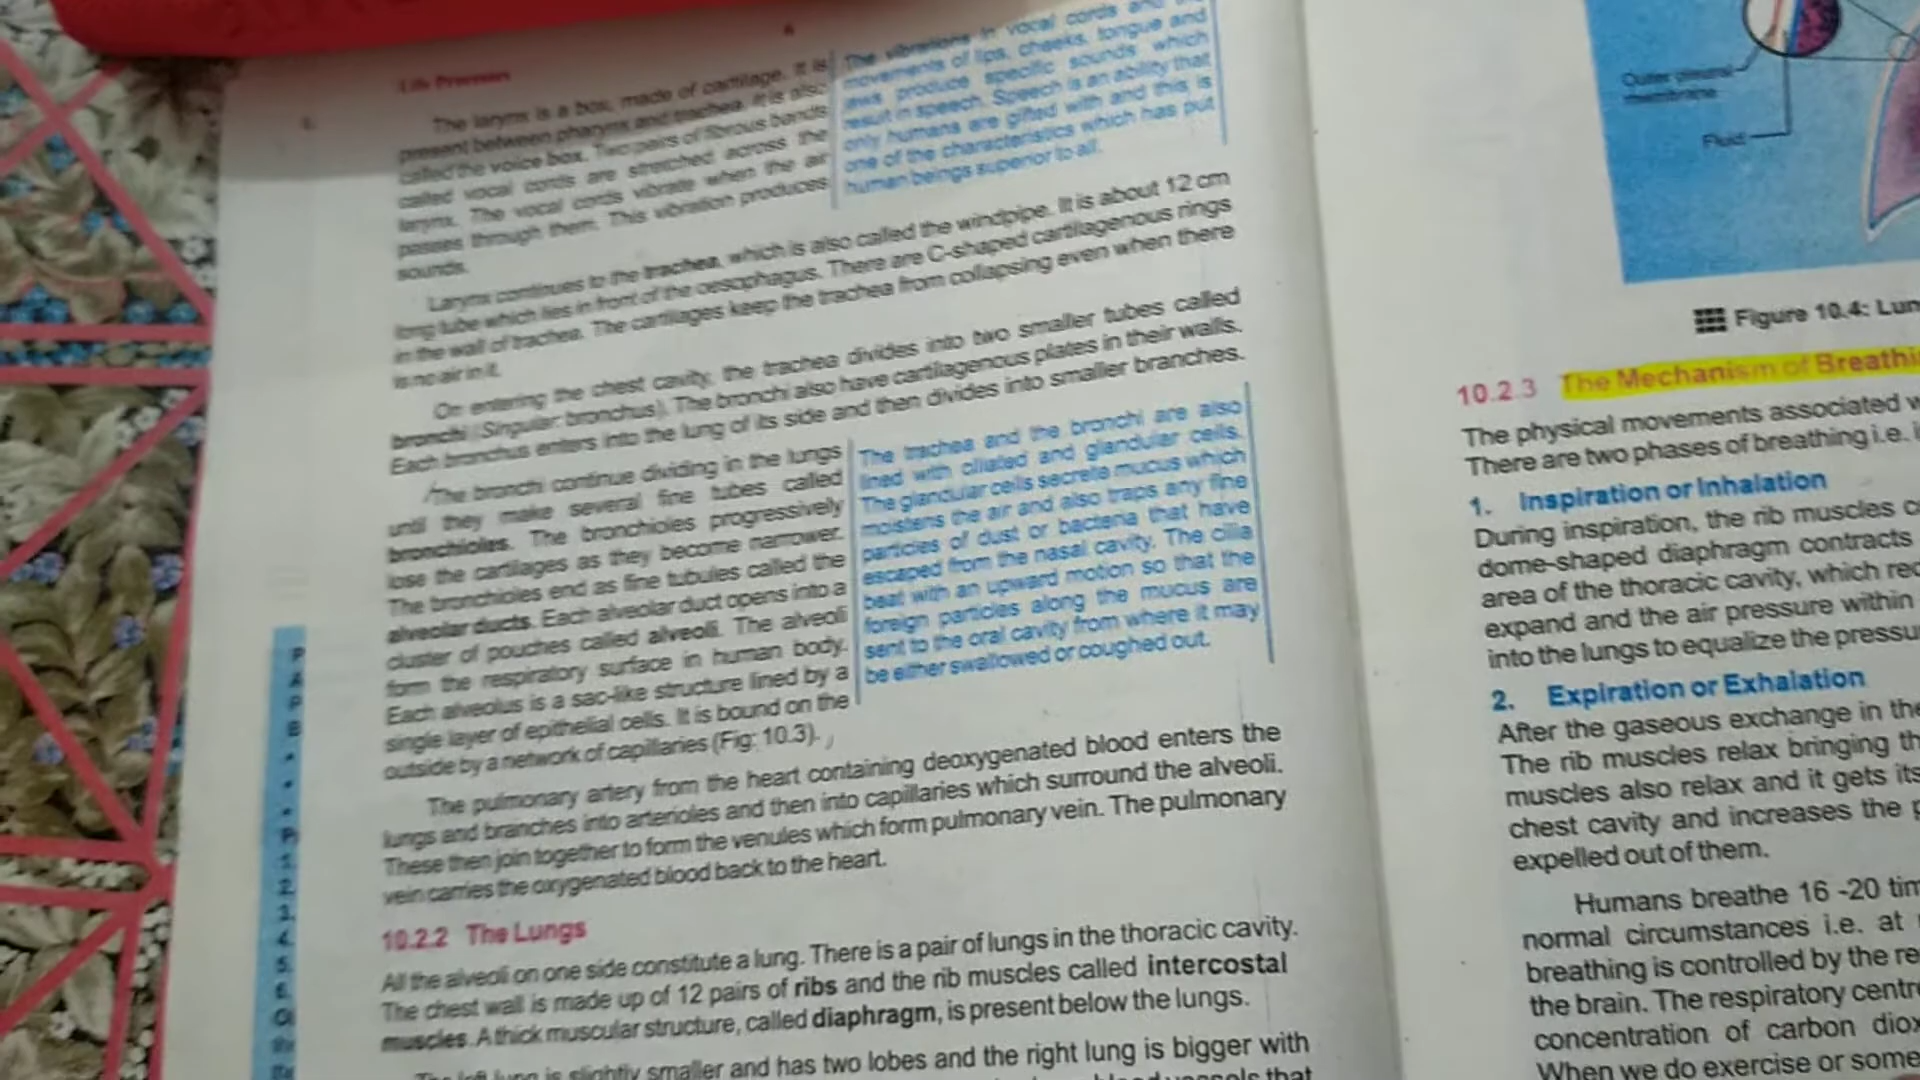 Life Processes
The larynx is a box, made of cartilage. It is
present between pharynx and trachea. It is also
called the voice box. Two pairs of fibrous bands
called vocal cords are stretched across the
larynx. The vocal cords vibrate when the air
passes through them. This vibration produces
sounds.
The vibrations in vocal cords and the
movements of lips, cheeks, tongue and
jaws produce specific sounds which
result in speech. Speech is an ability that
only humans are gifted with and this is
one of the characteristics which has put
human beings superior to all.
Larynx continues to the trachea, which is also called the windpipe. It is about 12 cm
long tube which lies in front of the oesophagus. There are C-shaped cartilagenous rings
in the wall of trachea. The cartilages keep the trachea from collapsing even when there
is no air in it.
On entering the chest cavity, the trachea divides into two smaller tubes called
bronchi (Singular: bronchus). The bronchi also have cartilagenous plates in their walls.
Each bronchus enters into the lung of its side and then divides into smaller branches.
The bronchi continue dividing in the lungs
until they make several fine tubes called
bronchioles. The bronchioles progressively
lose the cartilages as they become narrower.
The bronchioles end as fine tubules called the
alveolar ducts. Each alveolar duct opens into a
cluster of pouches called alveoli. The alveoli
form the respiratory surface in human body.
Each alveolus is a sac-like structure lined by a
single layer of epithelial cells. It is bound on the
outside by a network of capillaries (Fig: 10.3).
The trachea and the bronchi are also
lined with ciliated and glandular cells.
The glandular cells secrete mucus which
moistens the air and also traps any fine
particles of dust or bacteria that have
escaped from the nasal cavity. The cilia
beat with an upward motion so that the
foreign particles along the mucus are
sent to the oral cavity from where it may
be either swallowed or coughed out.
The pulmonary artery from the heart containing deoxygenated blood enters the
lungs and branches into arterioles and then into capillaries which surround the alveoli.
These then join together to form the venules which form pulmonary vein. The pulmonary
vein carries the oxygenated blood back to the heart.
10.2.2 The Lungs
All the alveoli on one side constitute a lung. There is a pair of lungs in the thoracic cavity.
The chest wall is made up of 12 pairs of ribs and the rib muscles called intercostal
muscles. A thick muscular structure, called diaphragm, is present below the lungs.
The left lung is slightly smaller and has two lobes and the right lung is bigger with
blood vessels that
Outer pleural
membrane
Fluid
Figure 10.4: Lun
10.2.3 The Mechanism of Breathi
The physical movements associated w
There are two phases of breathing i.e. i
1. Inspiration or Inhalation
During inspiration, the rib muscles co
dome-shaped diaphragm contracts
area of the thoracic cavity, which rec
expand and the air pressure within
into the lungs to equalize the pressu
2. Expiration or Exhalation
After the gaseous exchange in the
The rib muscles relax bringing th
muscles also relax and it gets its
chest cavity and increases the p
expelled out of them.
Humans breathe 16 -20 tim
normal circumstances i.e. at
breathing is controlled by the re
the brain. The respiratory centre
concentration of carbon diox
When we do exercise or some